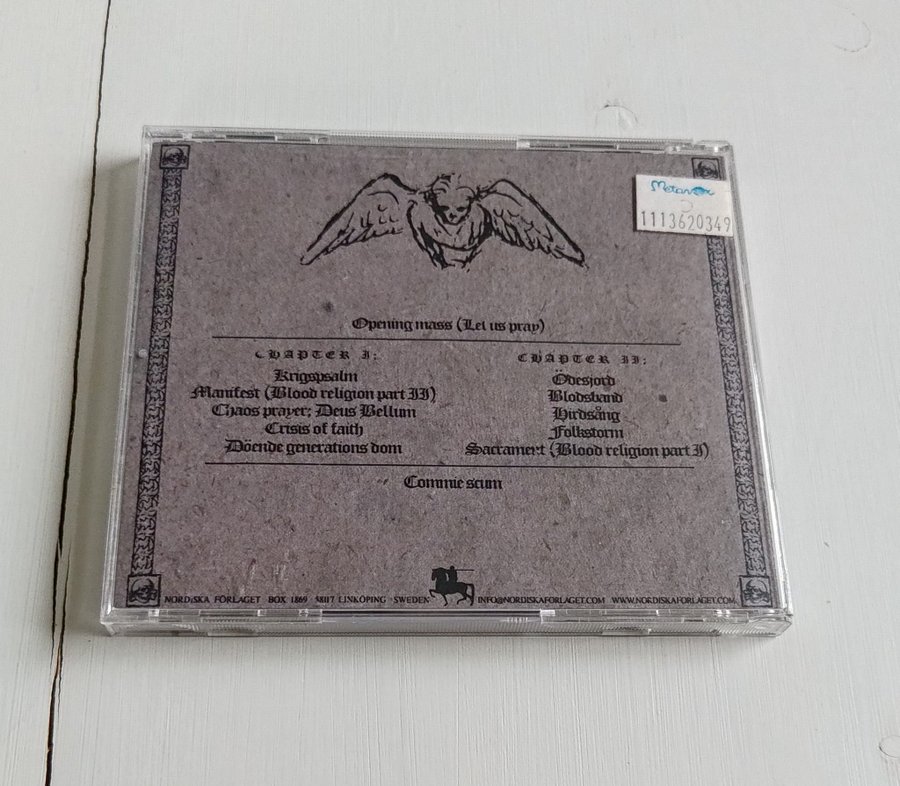 Metanoz
1113620349
Opening mass (Let us pray)
CHAPTER I:
Krigspsalm
Manifest (Blood religion part II)
Chaos prayer; Deus Bellum
Crisis of faith
Döende generations dom
CHAPTER II:
Ödesjord
Blodsband
Hirdsång
Folkstorm
Sacrament (Blood religion part I)
Commie scum
NORDISKA FÖRLAGET BOX 1869 58117 LINKÖPING - SWEDEN INFO@NORDISKAFORLAGET.COM WWW.NORDISKAFORLAGET.COM